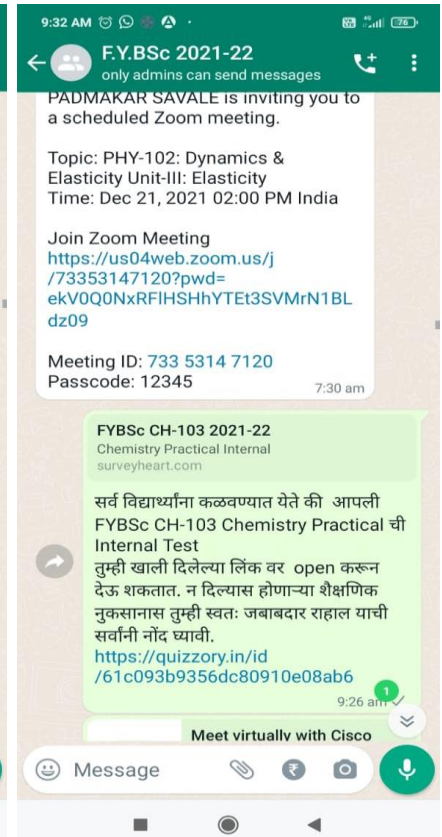 9:32 AM
76
F.Y.BSc 2021-22
only admins can send messages
PADMAKAR SAVALE is inviting you to
a scheduled Zoom meeting.
Topic: PHY-102: Dynamics &
Elasticity Unit-III: Elasticity
Time: Dec 21, 2021 02:00 PM India
Join Zoom Meeting
https://us04web.zoom.us/j
/73353147120?pwd=
ekV0Q0NxRFlHSHhYTEt3SVMrN1BL
dz09
Meeting ID: 733 5314 7120
Passcode: 12345
7:30 am
FYBSc CH-103 2021-22
Chemistry Practical Internal
surveyheart.com
सर्व विद्यार्थ्यांना कळवण्यात येते की आपली
FYBSc CH-103 Chemistry Practical ची
Internal Test
तुम्ही खाली दिलेल्या लिंक वर open करून
देऊ शकतात. न दिल्यास होणाऱ्या शैक्षणिक
नुकसानास तुम्ही स्वतः जबाबदार राहाल याची
सर्वांनी नोंद घ्यावी.
https://quizzory.in/id
/61c093b9356dc80910e08ab6
1
9:26 am
Meet virtually with Cisco
Message